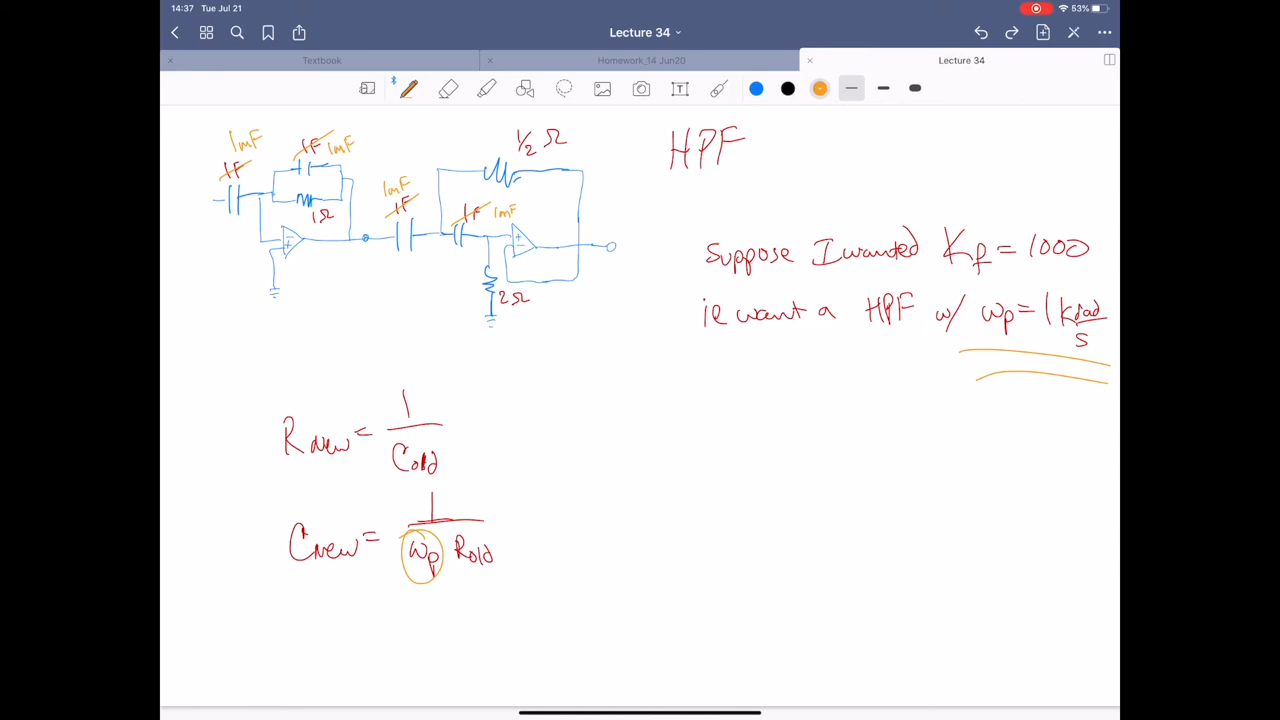 14:37 Tue Jul 21
53%
Lecture 34
Textbook
Homework_14 Jun20
Lecture 34
1mF
1F
1F 1mF
1Ω
1mF
1F
1F 1mF
1/2 Ω
2Ω
HPF
suppose I wanted Kf = 1000
ie want a HPF w/ ωp = 1 krad/s
Rnew = 1/Cold
Cnew = 1/ωp Rold